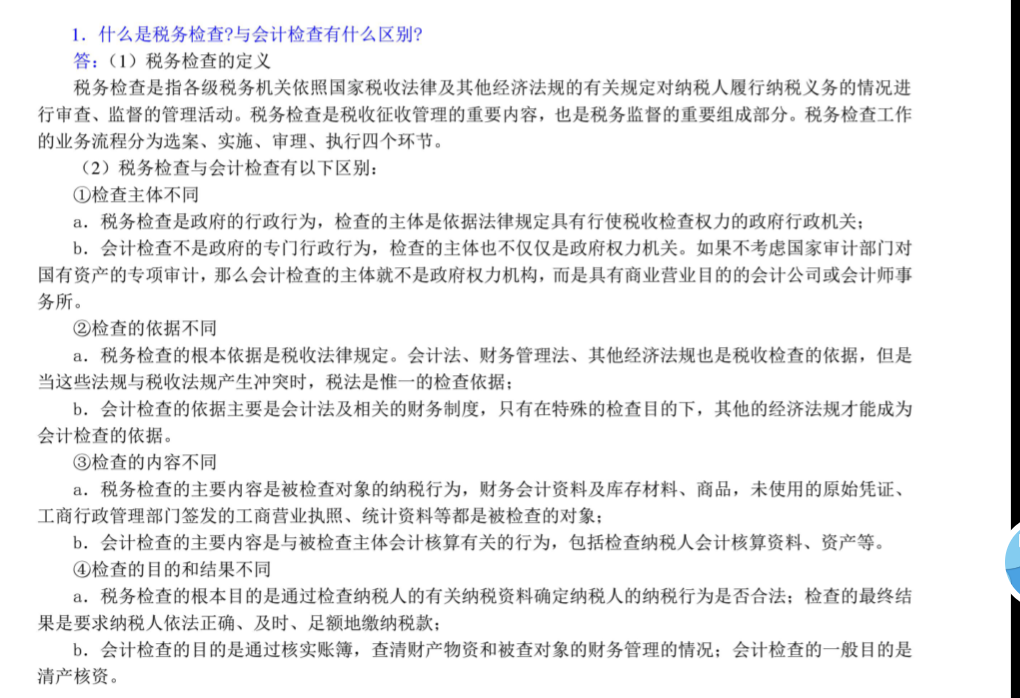 1．什么是税务检查?与会计检查有什么区别?
答：（1）税务检查的定义
税务检查是指各级税务机关依照国家税收法律及其他经济法规的有关规定对纳税人履行纳税义务的情况进
行审查、监督的管理活动。税务检查是税收征收管理的重要内容，也是税务监督的重要组成部分。税务检查工作
的业务流程分为选案、实施、审理、执行四个环节。
（2）税务检查与会计检查有以下区别：
①检查主体不同
a．税务检查是政府的行政行为，检查的主体是依据法律规定具有行使税收检查权力的政府行政机关；
b．会计检查不是政府的专门行政行为，检查的主体也不仅仅是政府权力机关。如果不考虑国家审计部门对
国有资产的专项审计，那么会计检查的主体就不是政府权力机构，而是具有商业营业目的的会计公司或会计师事
务所。
②检查的依据不同
a．税务检查的根本依据是税收法律规定。会计法、财务管理法、其他经济法规也是税收检查的依据，但是
当这些法规与税收法规产生冲突时，税法是惟一的检查依据；
b．会计检查的依据主要是会计法及相关的财务制度，只有在特殊的检查目的下，其他的经济法规才能成为
会计检查的依据。
③检查的内容不同
a．税务检查的主要内容是被检查对象的纳税行为，财务会计资料及库存材料、商品，未使用的原始凭证、
工商行政管理部门签发的工商营业执照、统计资料等都是被检查的对象；
b．会计检查的主要内容是与被检查主体会计核算有关的行为，包括检查纳税人会计核算资料、资产等。
④检查的目的和结果不同
a．税务检查的根本目的是通过检查纳税人的有关纳税资料确定纳税人的纳税行为是否合法；检查的最终结
果是要求纳税人依法正确、及时、足额地缴纳税款；
b．会计检查的目的是通过核实账簿，查清财产物资和被查对象的财务管理的情况；会计检查的一般目的是
清产核资。